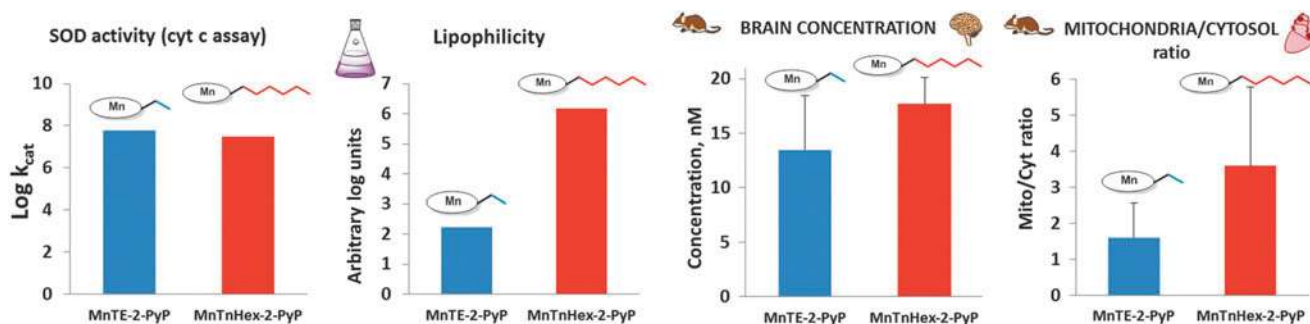 SOD activity (cyt c assay)
Log kcat
10
8
6
4
2
0
Mn
Mn
MnTE-2-PyP
MnTnHex-2-PyP
Lipophilicity
Arbitrary log units
7
6
5
4
3
2
1
0
Mn
Mn
MnTE-2-PyP
MnTnHex-2-PyP
BRAIN CONCENTRATION
Concentration, nM
20
15
10
5
0
Mn
Mn
MnTE-2-PyP
MnTnHex-2-PyP
MITOCHONDRIA/CYTOSOL
ratio
Mito/Cyt ratio
6
5
4
3
2
1
0
Mn
Mn
MnTE-2-PyP
MnTnHex-2-PyP